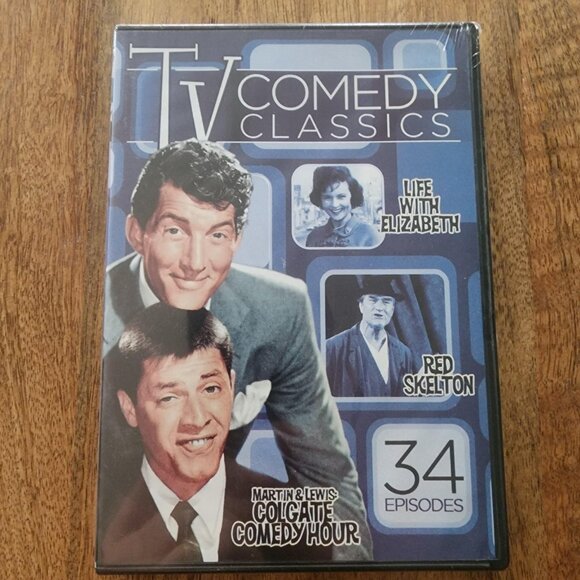 TV COMEDY
CLASSICS
LIFE
WITH
ELIZABETH
RED
SKELTON
34
EPISODES
MARTIN & LEWIS:
COLGATE
COMEDY HOUR